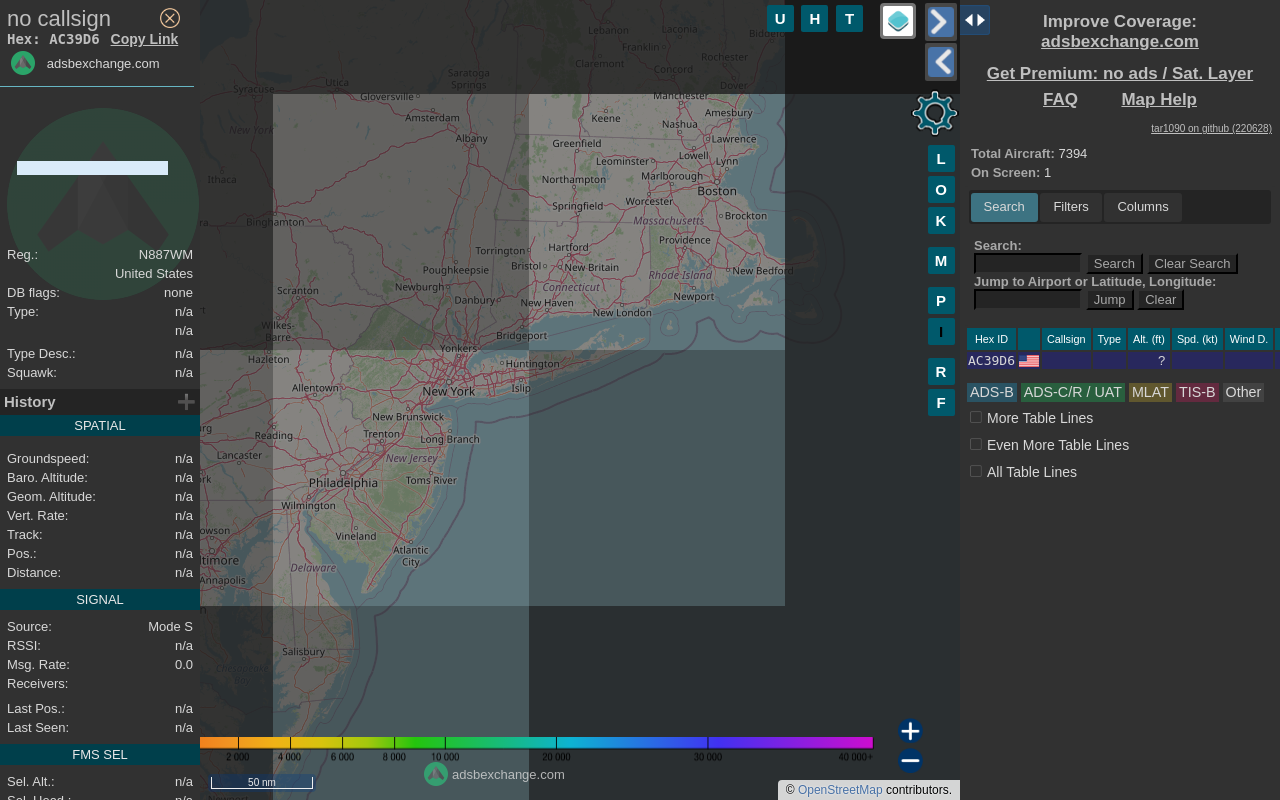 no callsign
Hex: AC39D6 Copy Link
adsbexchange.com
Reg.: N887WM
United States
DB flags: none
Type: n/a
n/a
Type Desc.: n/a
Squawk: n/a
History
SPATIAL
Groundspeed: n/a
Baro. Altitude: n/a
Geom. Altitude: n/a
Vert. Rate: n/a
Track: n/a
Pos.: n/a
Distance: n/a
SIGNAL
Source: Mode S
RSSI: n/a
Msg. Rate: 0.0
Receivers:
Last Pos.: n/a
Last Seen: n/a
FMS SEL
Sel. Alt.: n/a
Sel. Head.: n/a
U H T
L
O
K
M
P
I
R
F
Lebanon
Laconia
Franklin
Claremont
Concord
Rochester
Dover
Utica
Saratoga
Springs
Syracuse
Gloversville
Amsterdam
Albany
New York
Ithaca
Binghamton
Manchester
Keene
Amesbury
Nashua
Greenfield
Lawrence
Leominster
Lowell
Lynn
Northampton
Marlborough
Boston
Springfield
Worcester
Massachusetts
Brockton
Torrington
Hartford
Providence
Bristol
New Britain
New Bedford
Poughkeepsie
Connecticut
Rhode Island
Scranton
Newburgh
Danbury
New Haven
New London
Newport
Wilkes-
Barre
Bridgeport
Hazleton
Yonkers
Huntington
Allentown
New York
Islip
New Brunswick
Reading
Trenton
Long Branch
Lancaster
New Jersey
Philadelphia
Toms River
Wilmington
Vineland
Atlantic
City
Delaware
Annapolis
Salisbury
2 000 4 000 6 000 8 000 10 000 20 000 30 000 40 000+
adsbexchange.com
50 nm
© OpenStreetMap contributors.
Improve Coverage:
adsbexchange.com
Get Premium: no ads / Sat. Layer
FAQ Map Help
tar1090 on github (220628)
Total Aircraft: 7394
On Screen: 1
Search Filters Columns
Search:
Search Clear Search
Jump to Airport or Latitude, Longitude:
Jump Clear
Hex ID Callsign Type Alt. (ft) Spd. (kt) Wind D.
AC39D6 ?
ADS-B ADS-C/R / UAT MLAT TIS-B Other
More Table Lines
Even More Table Lines
All Table Lines